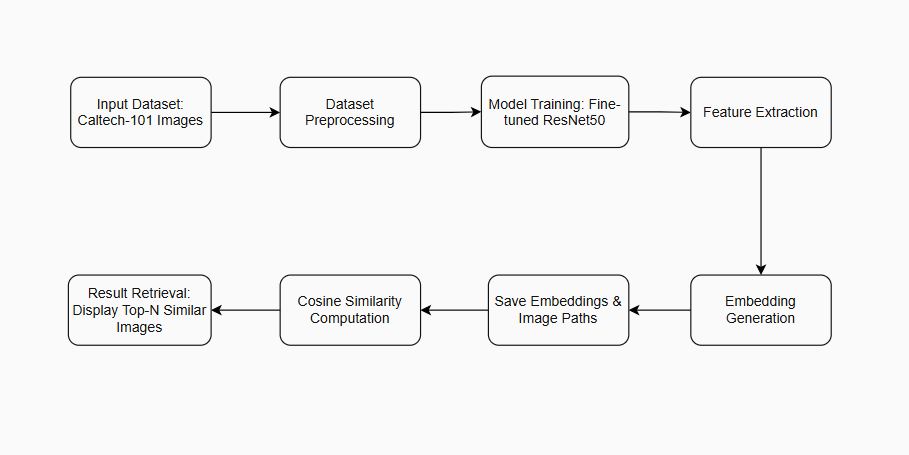 Input Dataset:
Caltech-101 Images
Dataset
Preprocessing
Model Training: Fine-
tuned ResNet50
Feature Extraction
Result Retrieval:
Display Top-N Similar
Images
Cosine Similarity
Computation
Save Embeddings &
Image Paths
Embedding
Generation